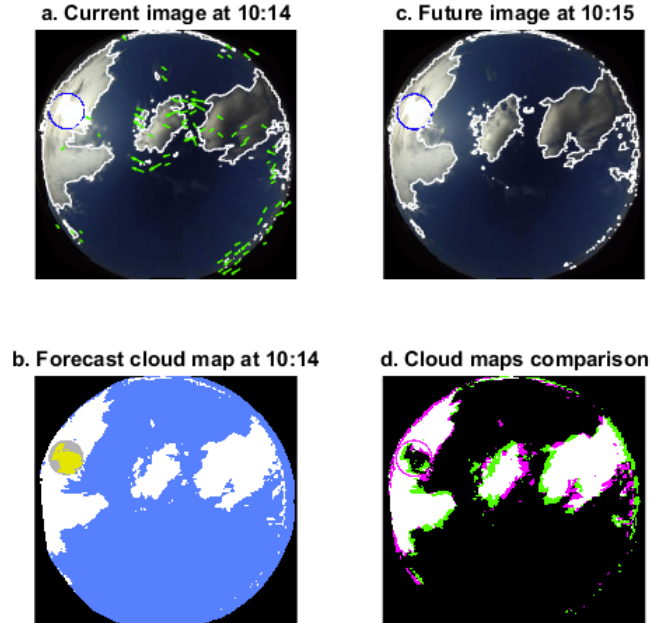 a. Current image at 10:14
c. Future image at 10:15
b. Forecast cloud map at 10:14
d. Cloud maps comparison